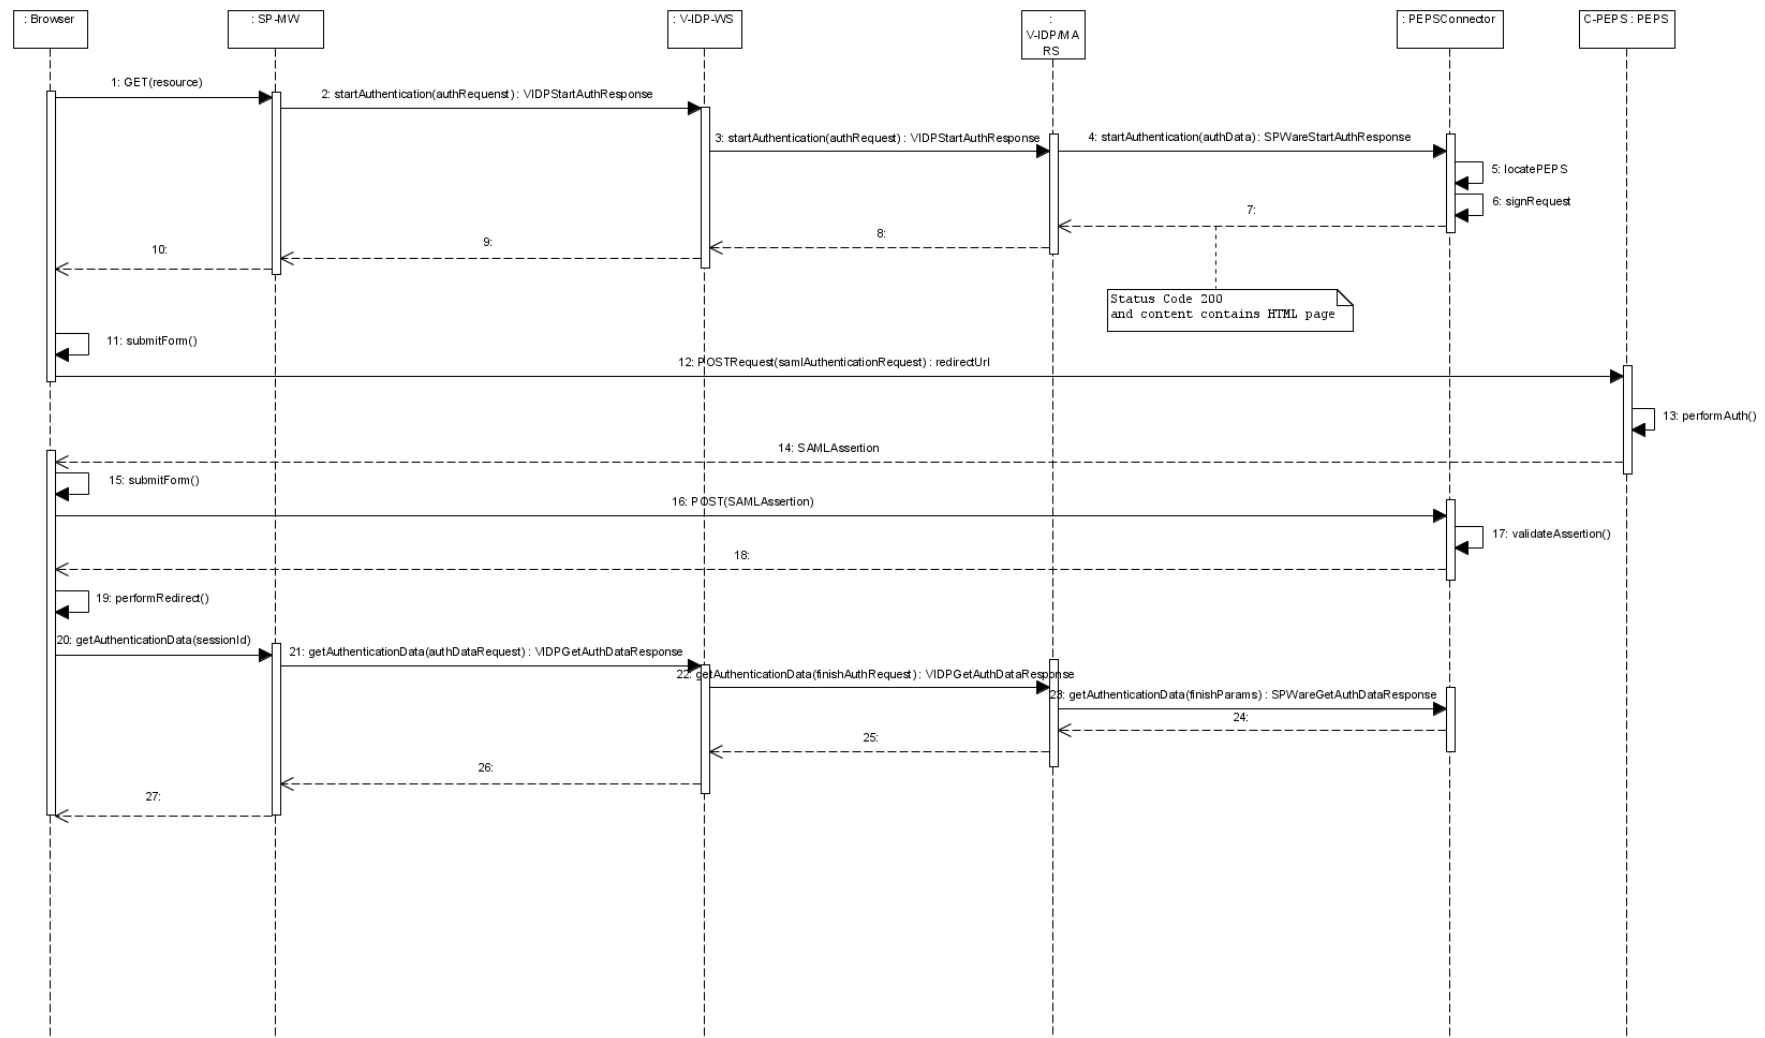 : Browser
: SP-MW
: V-IDP-WS
:
V-IDP/MA
RS
: PEPSConnector
C-PEPS : PEPS
1: GET(resource)
2: startAuthentication(authRequenst) : VIDPStartAuthResponse
3: startAuthentication(authRequest) : VIDPStartAuthResponse
4: startAuthentication(authData) : SPWareStartAuthResponse
5: locatePEPS
6: signRequest
7:
8:
9:
10:
Status Code 200
and content contains HTML page
11: submitForm()
12: POSTRequest(samlAuthenticationRequest) : redirectUrl
13: performAuth()
14: SAMLAssertion
15: submitForm()
16: POST(SAMLAssertion)
17: validateAssertion()
18:
19: performRedirect()
20: getAuthenticationData(sessionId)
21: getAuthenticationData(authDataRequest) : VIDPGetAuthDataResponse
22: getAuthenticationData(finishAuthRequest) : VIDPGetAuthDataResponse
23: getAuthenticationData(finishParams) : SPWareGetAuthDataResponse
24:
25:
26:
27: